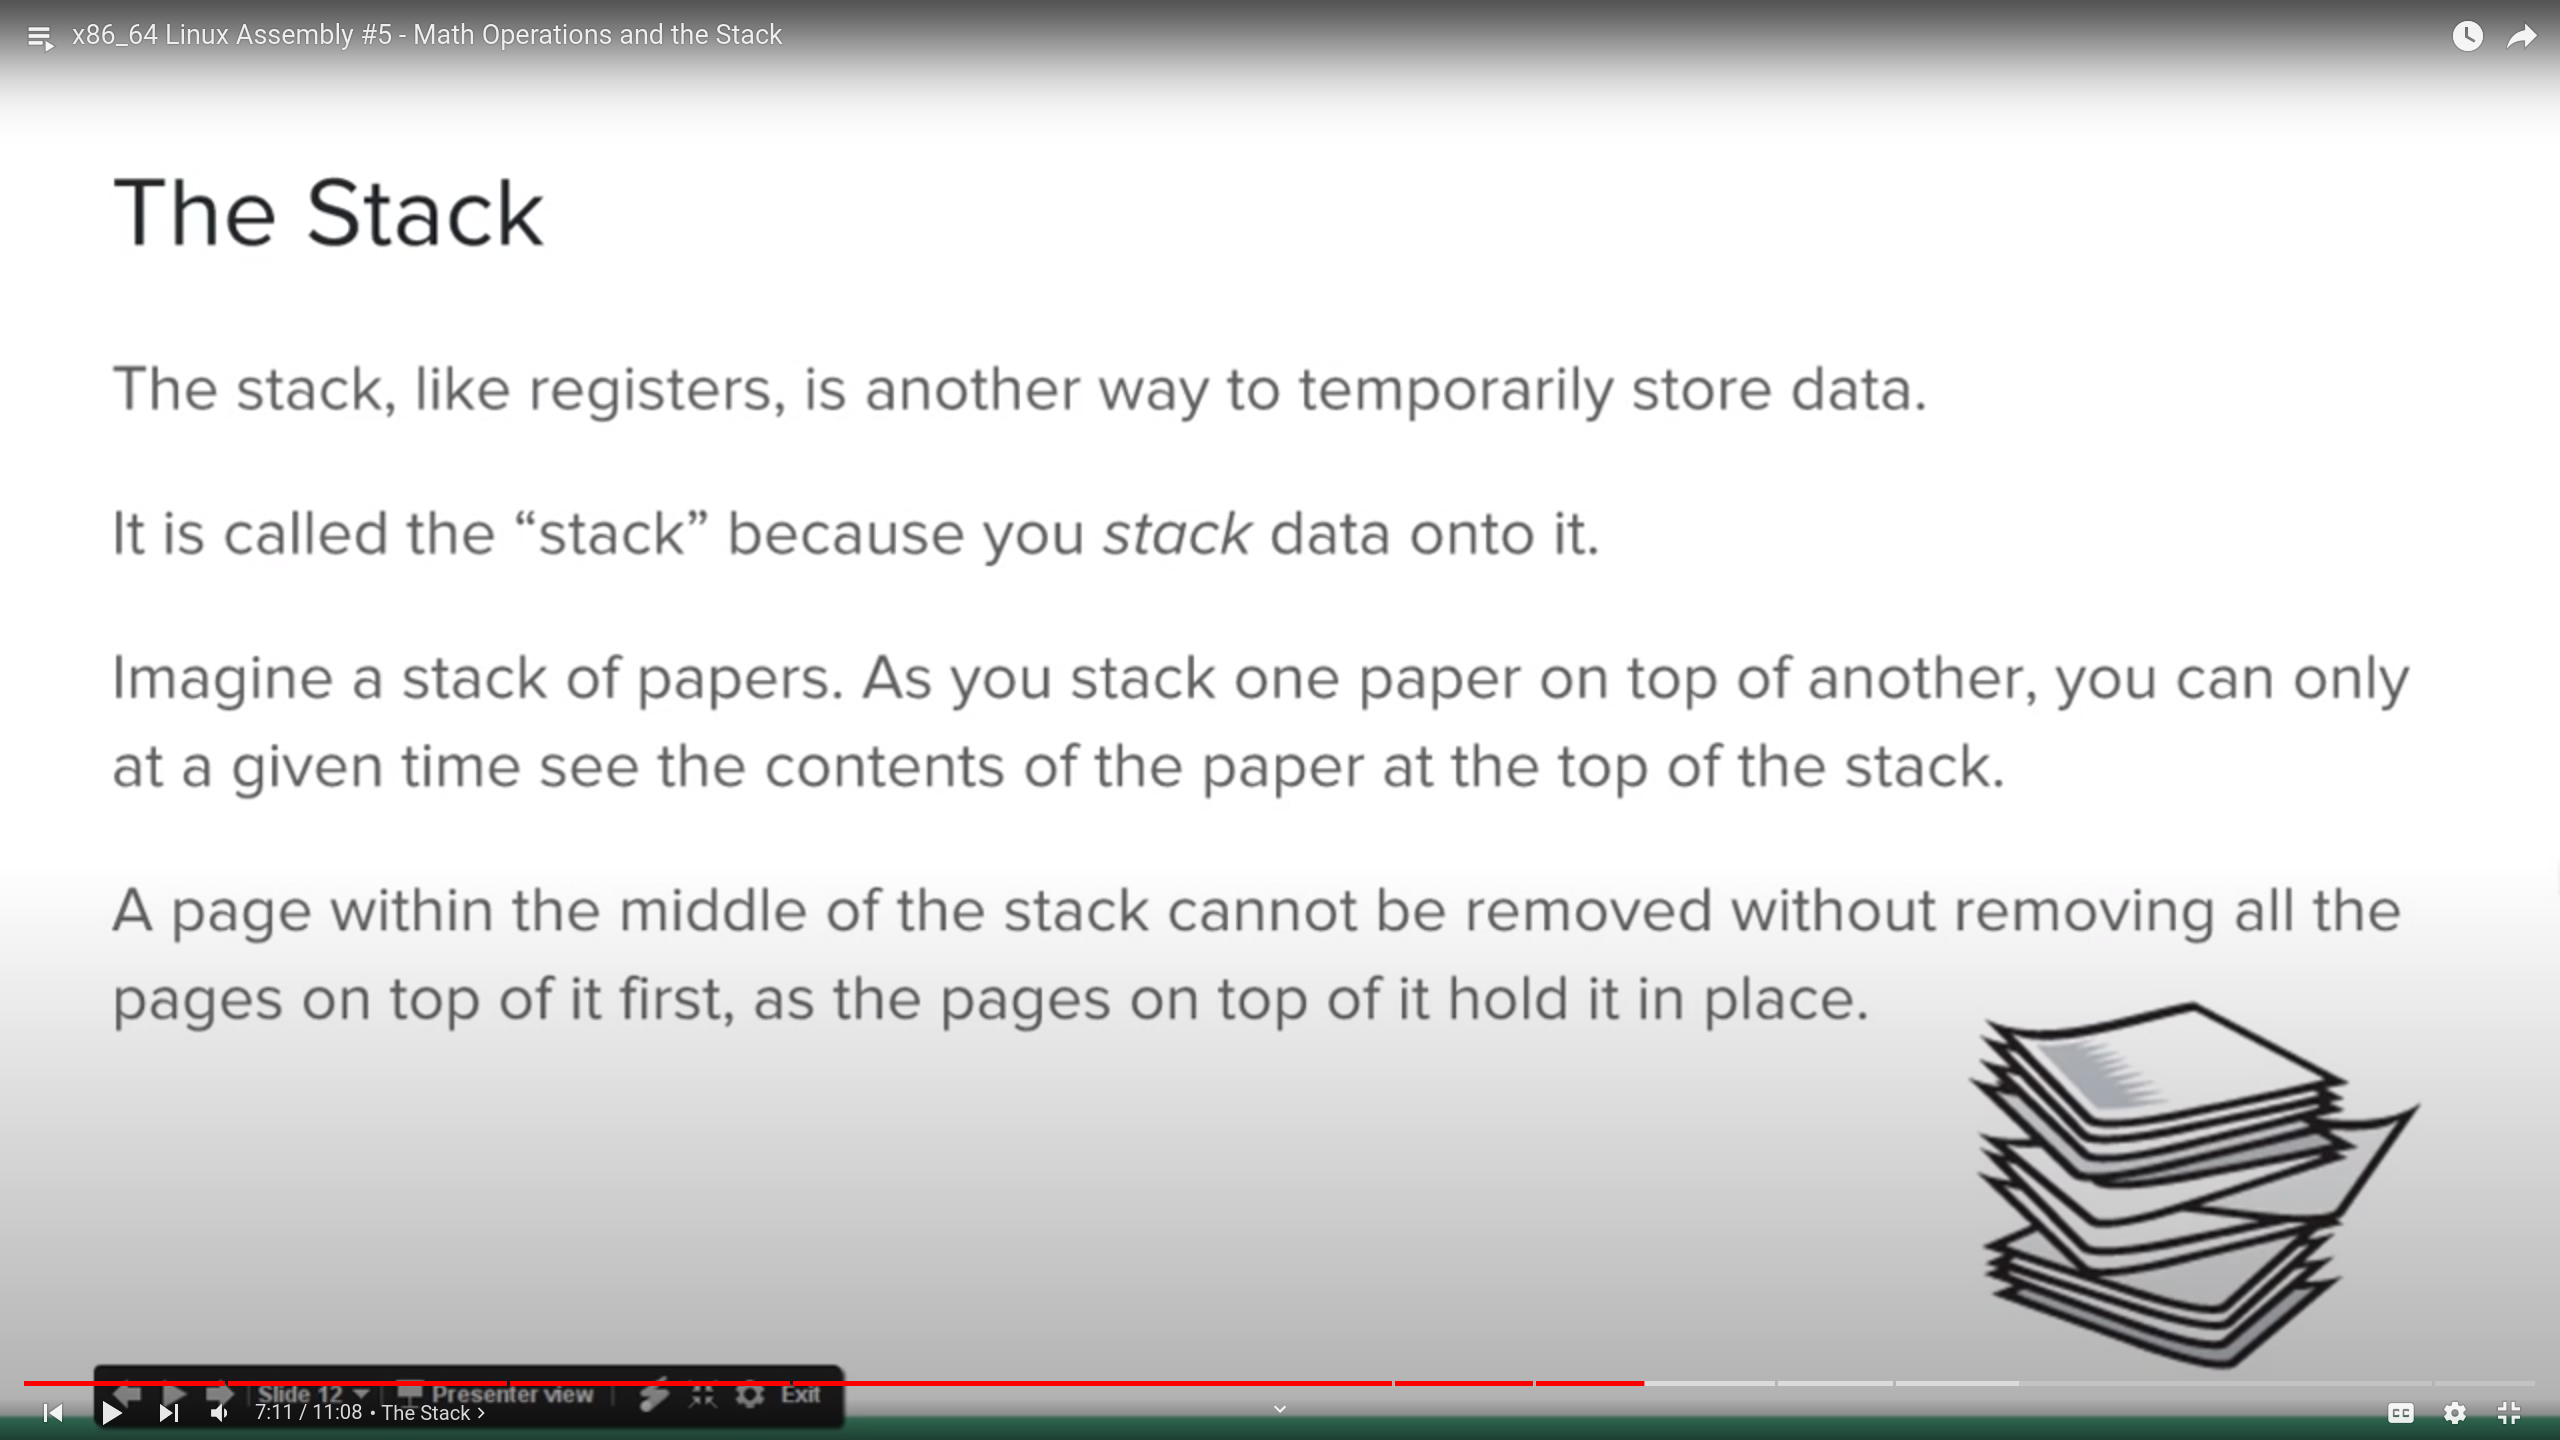 x86_64 Linux Assembly #5 - Math Operations and the Stack
The Stack
The stack, like registers, is another way to temporarily store data.
It is called the “stack” because you stack data onto it.
Imagine a stack of papers. As you stack one paper on top of another, you can only
at a given time see the contents of the paper at the top of the stack.
A page within the middle of the stack cannot be removed without removing all the
pages on top of it first, as the pages on top of it hold it in place.
Slide 12 Presenter view Exit
7:11 / 11:08 • The Stack
CC